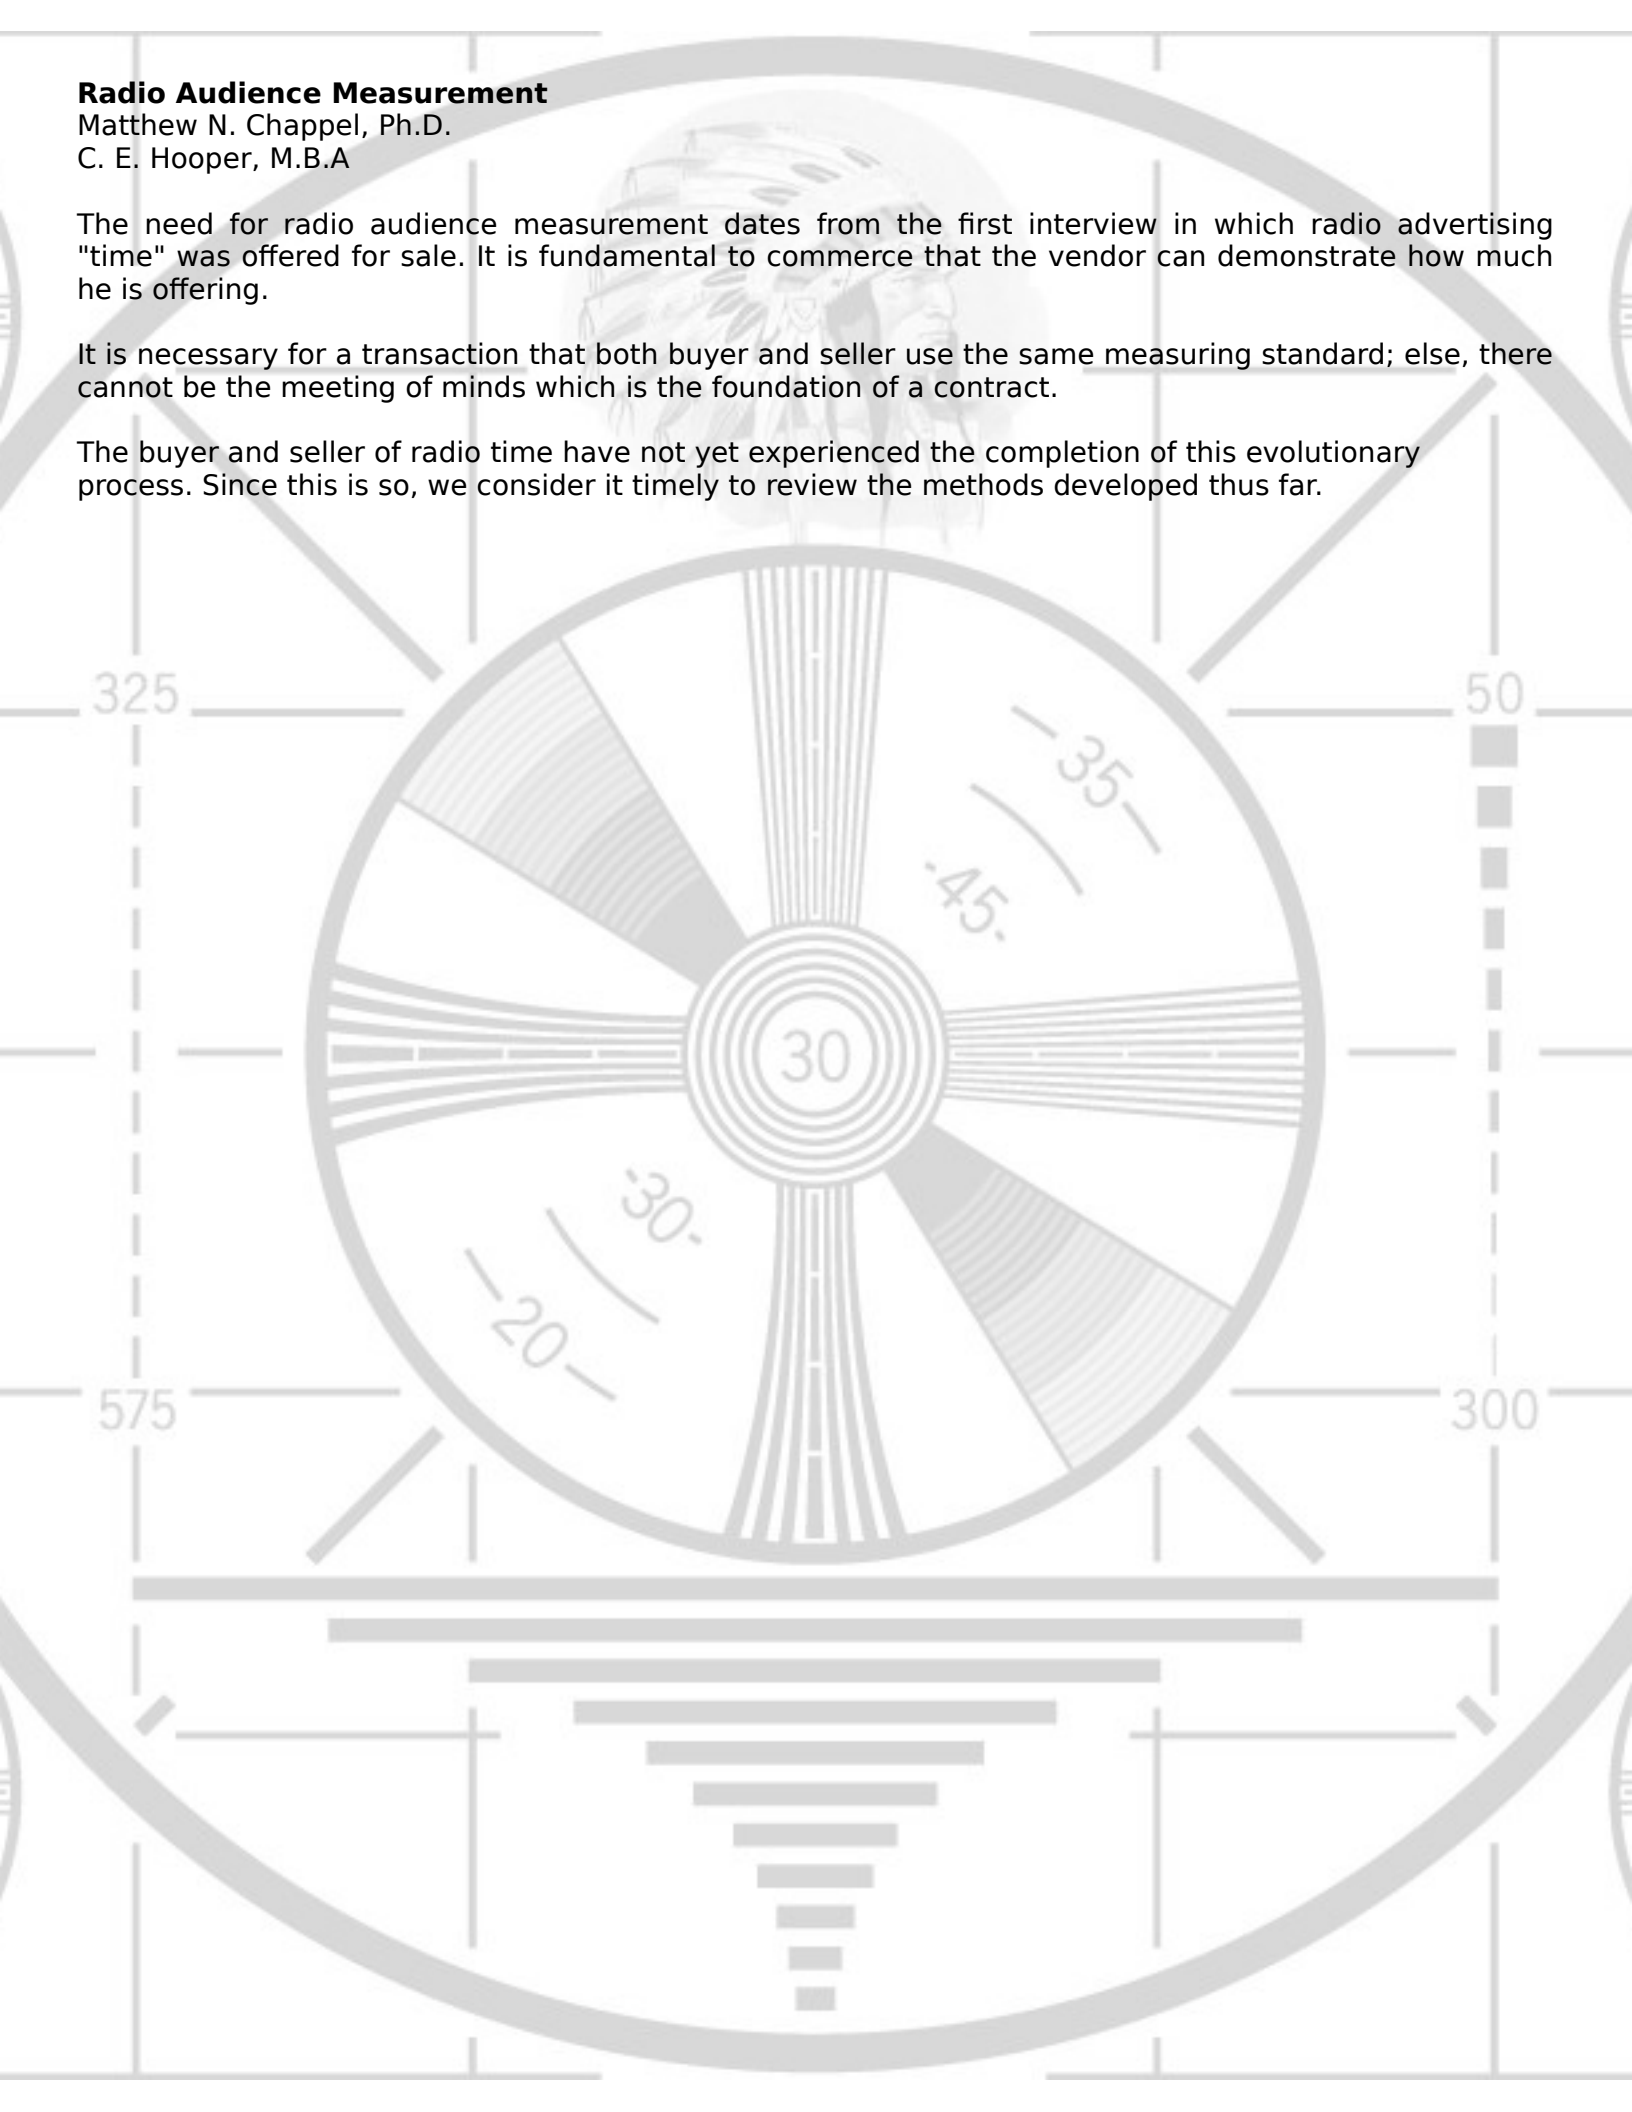 Radio Audience Measurement
Matthew N. Chappel, Ph.D.
C. E. Hooper, M.B.A
The need for radio audience measurement dates from the first interview in which radio advertising
"time" was offered for sale. It is fundamental to commerce that the vendor can demonstrate how much
he is offering.
It is necessary for a transaction that both buyer and seller use the same measuring standard; else, there
cannot be the meeting of minds which is the foundation of a contract.
The buyer and seller of radio time have not yet experienced the completion of this evolutionary
process. Since this is so, we consider it timely to review the methods developed thus far.
325
50
35
-45-
30
-30-
20
575
300